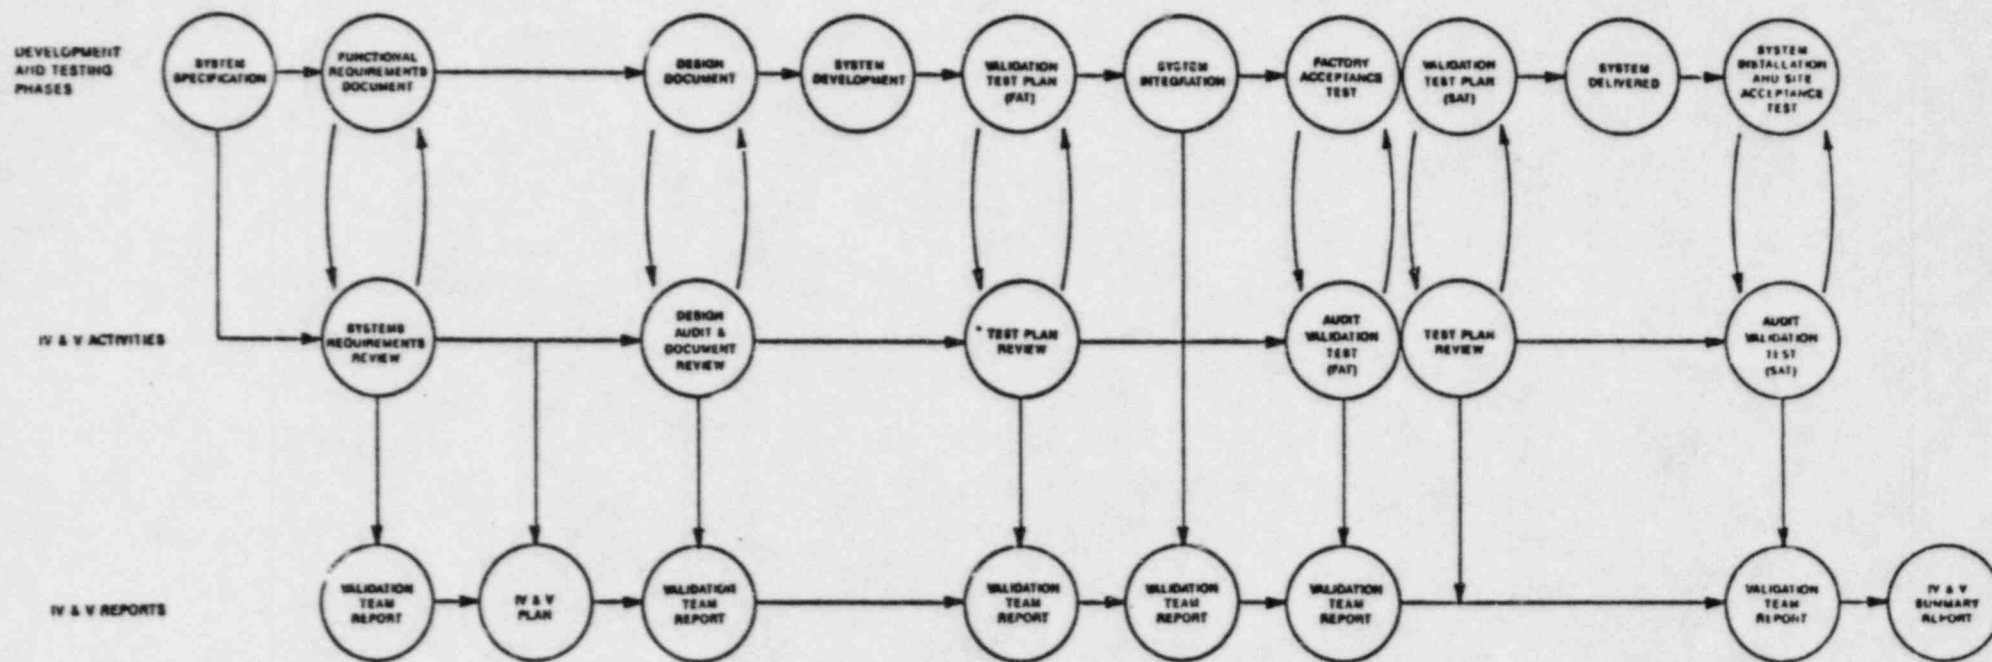 DEVELOPMENT
AND TESTING
PHASES
SYSTEM
SPECIFICATION
FUNCTIONAL
REQUIREMENTS
DOCUMENT
DESIGN
DOCUMENT
SYSTEM
DEVELOPMENT
VALIDATION
TEST PLAN
(FAT)
SYSTEM
INTEGRATION
FACTORY
ACCEPTANCE
TEST
VALIDATION
TEST PLAN
(SAT)
SYSTEM
DELIVERED
SYSTEM
INSTALLATION
AND SITE
ACCEPTANCE
TEST
IV & V ACTIVITIES
SYSTEMS
REQUIREMENTS
REVIEW
DESIGN
AUDIT &
DOCUMENT
REVIEW
* TEST PLAN
REVIEW
AUDIT
VALIDATION
TEST
(FAT)
TEST PLAN
REVIEW
AUDIT
VALIDATION
TEST
(SAT)
IV & V REPORTS
VALIDATION
TEAM
REPORT
IV & V
PLAN
VALIDATION
TEAM
REPORT
VALIDATION
TEAM
REPORT
VALIDATION
TEAM
REPORT
VALIDATION
TEAM
REPORT
VALIDATION
TEAM
REPORT
IV & V
SUMMARY
REPORT